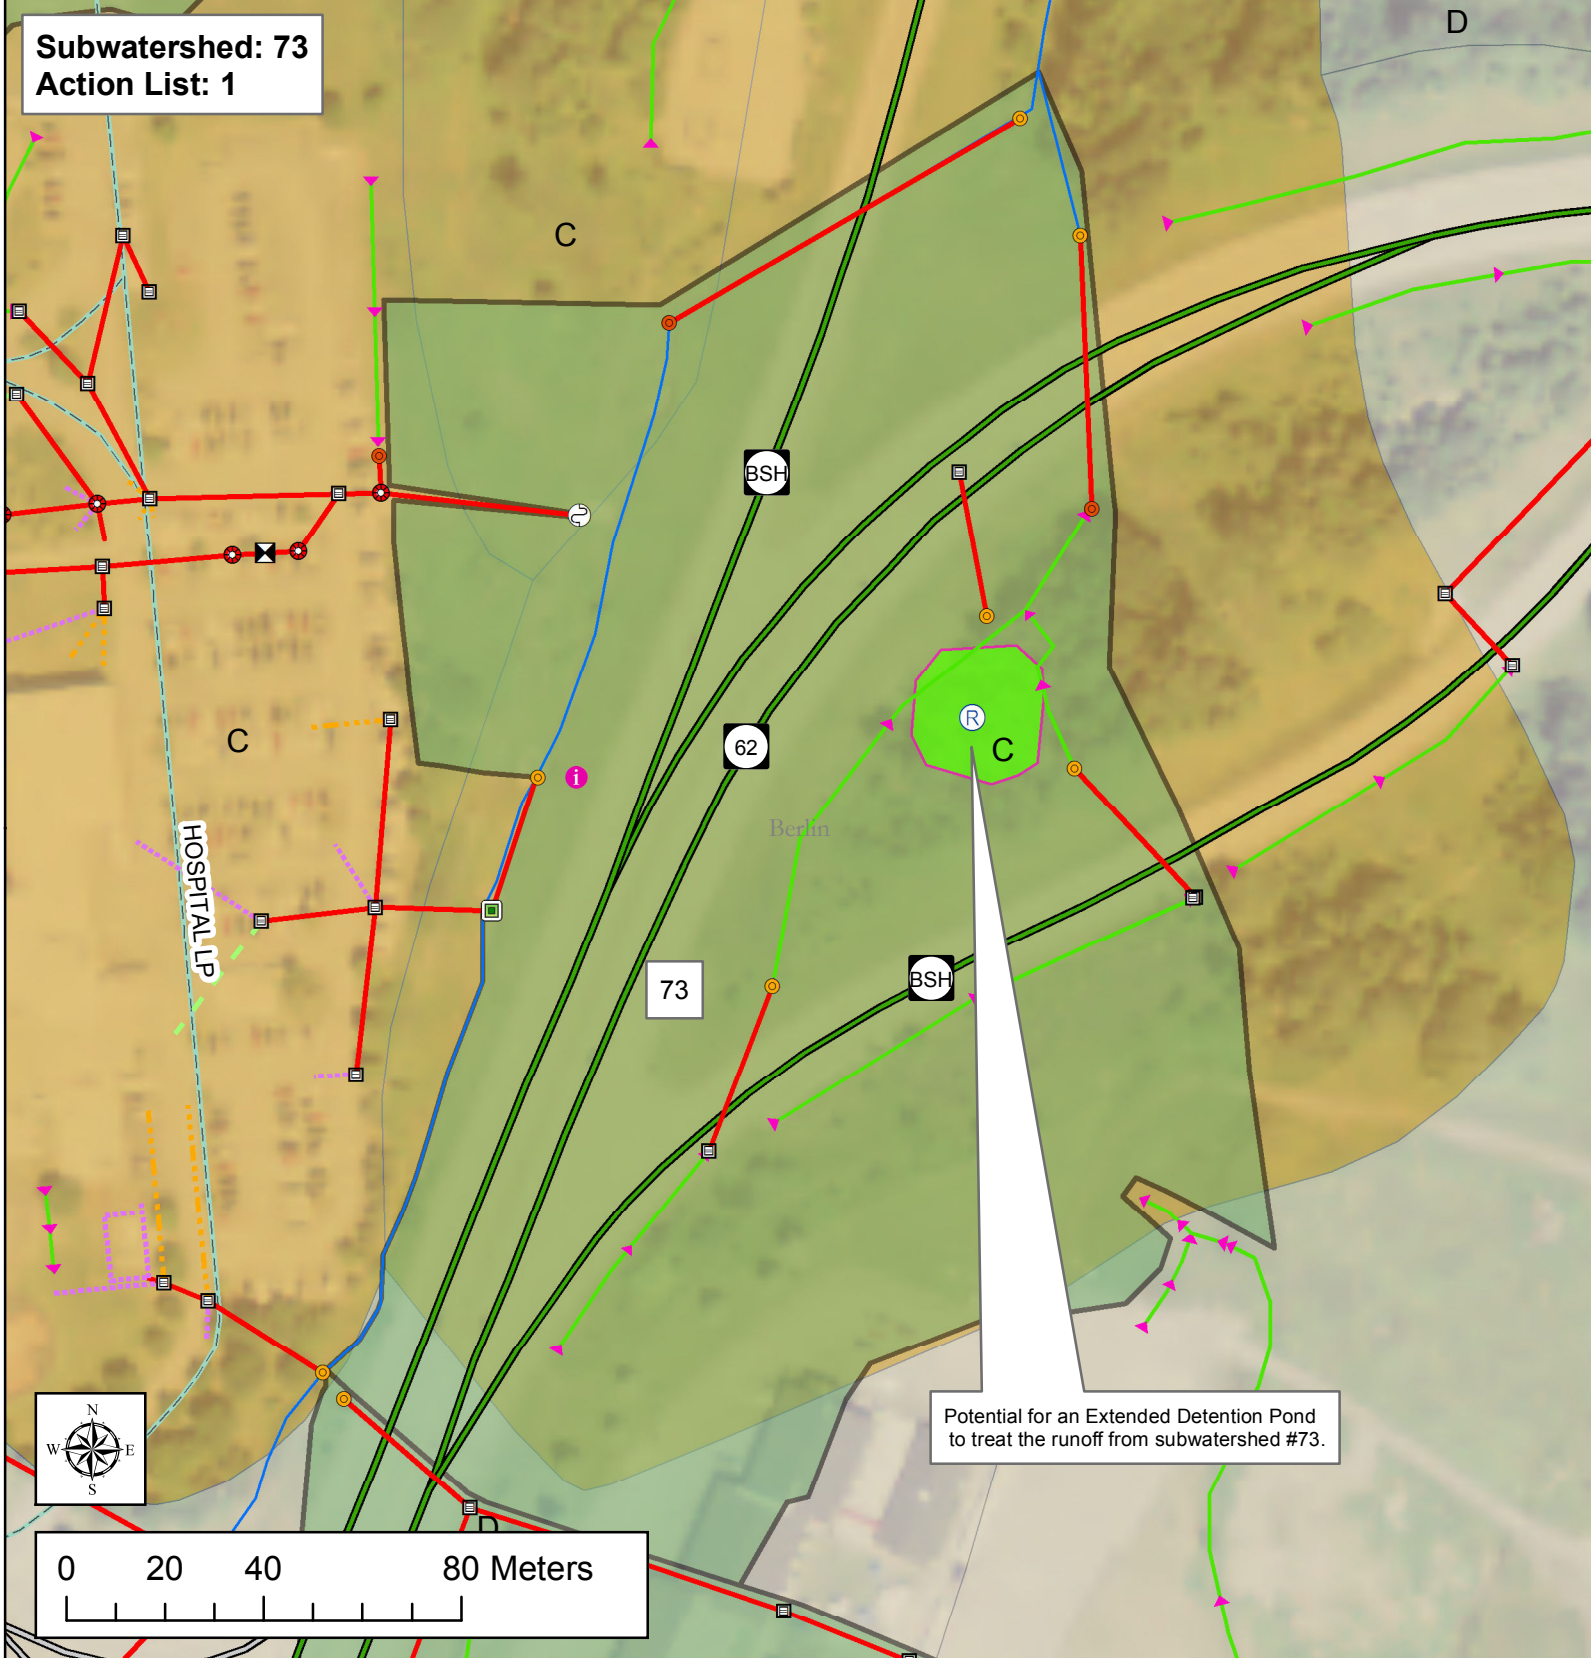 Subwatershed: 73
Action List: 1
D
C
BSH
62
R
C
C
i
Berlin
HOSPITAL LP
BSH
73
Potential for an Extended Detention Pond
to treat the runoff from subwatershed #73.
N
W E
S
D
0 20 40 80 Meters